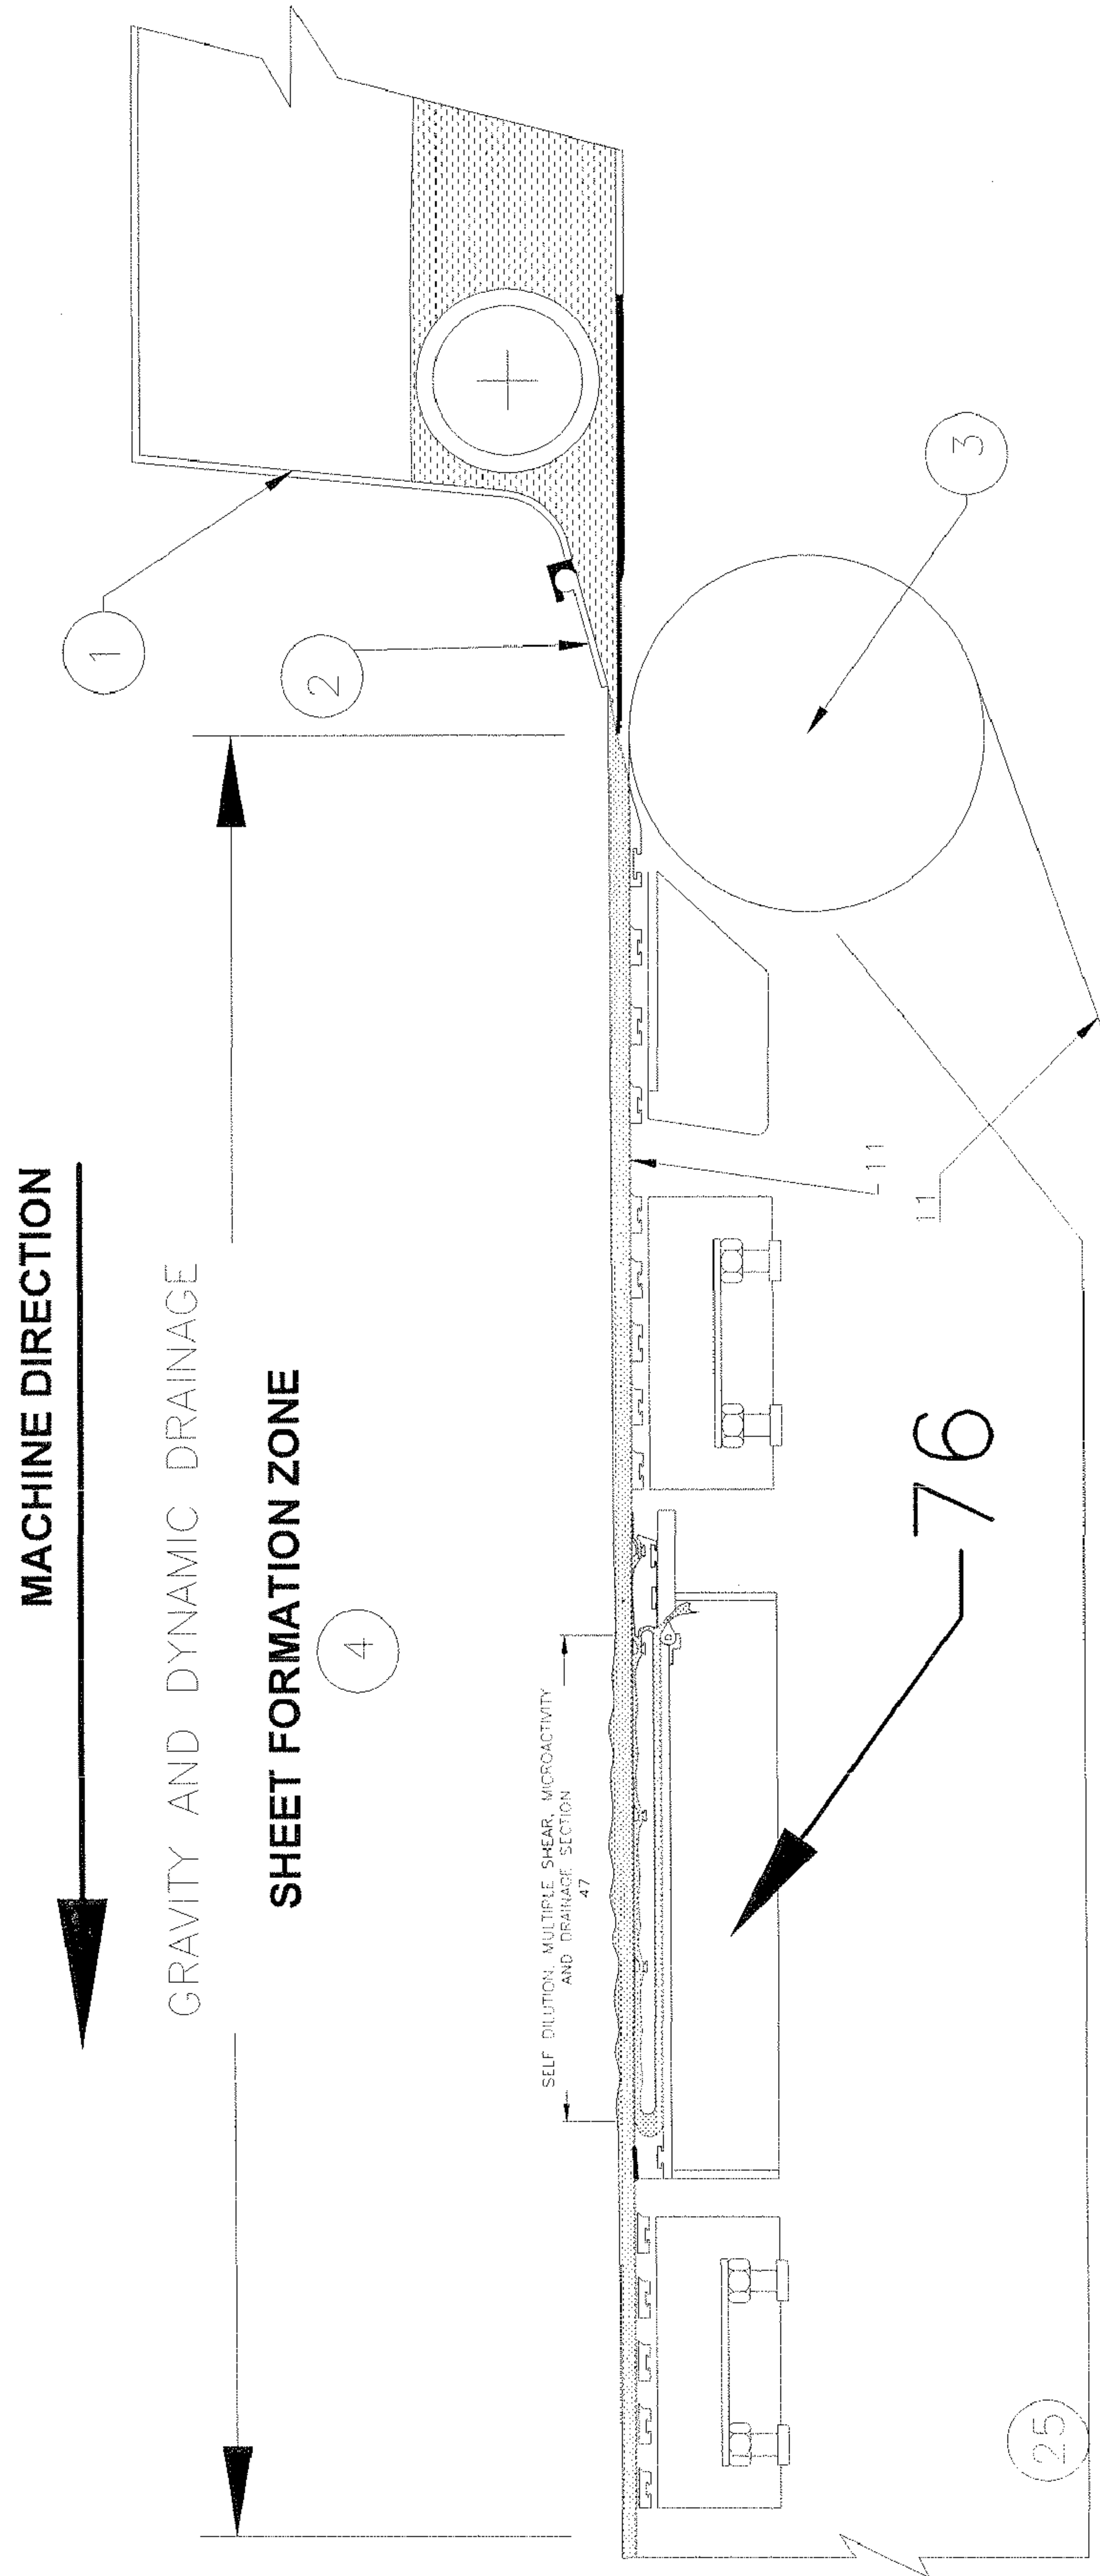 MACHINE DIRECTION
GRAVITY AND DYNAMIC DRAINAGE
SHEET FORMATION ZONE
4
1
2
3
SELF DILUTION, MULTIPLE SHEAR, MICROACTIVITY
AND DRAINAGE SECTION
47
11
11
76
25